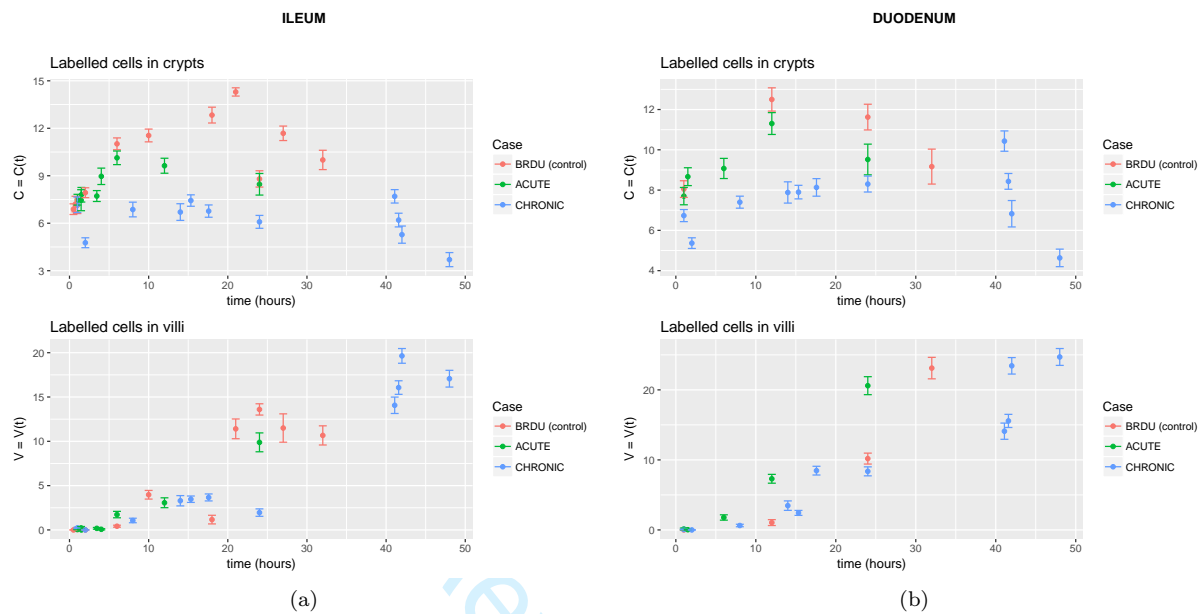 ILEUM
Labelled cells in crypts
C = C(t)
15
12
9
6
3
0
10
20
30
40
50
time (hours)
Case
BRDU (control)
ACUTE
CHRONIC
Labelled cells in villi
V = V(t)
20
15
10
5
0
0
10
20
30
40
50
time (hours)
Case
BRDU (control)
ACUTE
CHRONIC
(a)
DUODENUM
Labelled cells in crypts
C = C(t)
12
10
8
6
4
0
10
20
30
40
50
time (hours)
Case
BRDU (control)
ACUTE
CHRONIC
Labelled cells in villi
V = V(t)
20
10
0
0
10
20
30
40
50
time (hours)
Case
BRDU (control)
ACUTE
CHRONIC
(b)